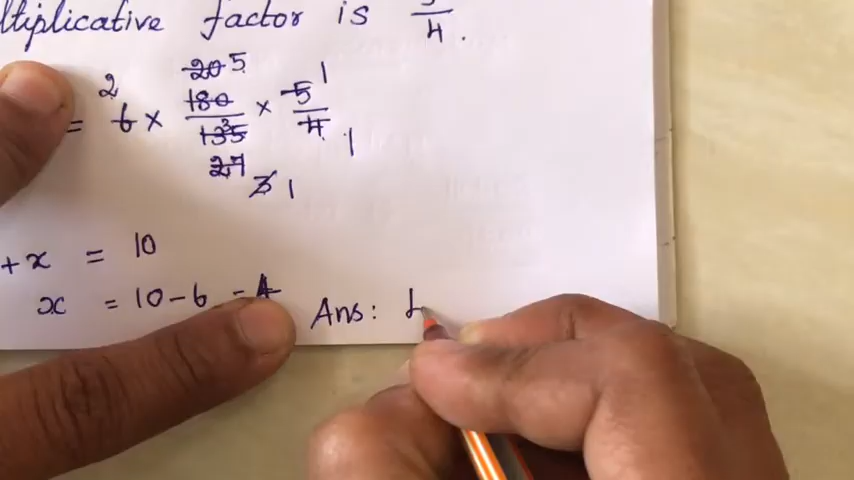 ltiplicative factor is 5/4.
20 5
= 2 6 × 180/135 × 5/4 1
27 3 1 1
+ x = 10
x = 10 - 6 = 4 Ans: 4